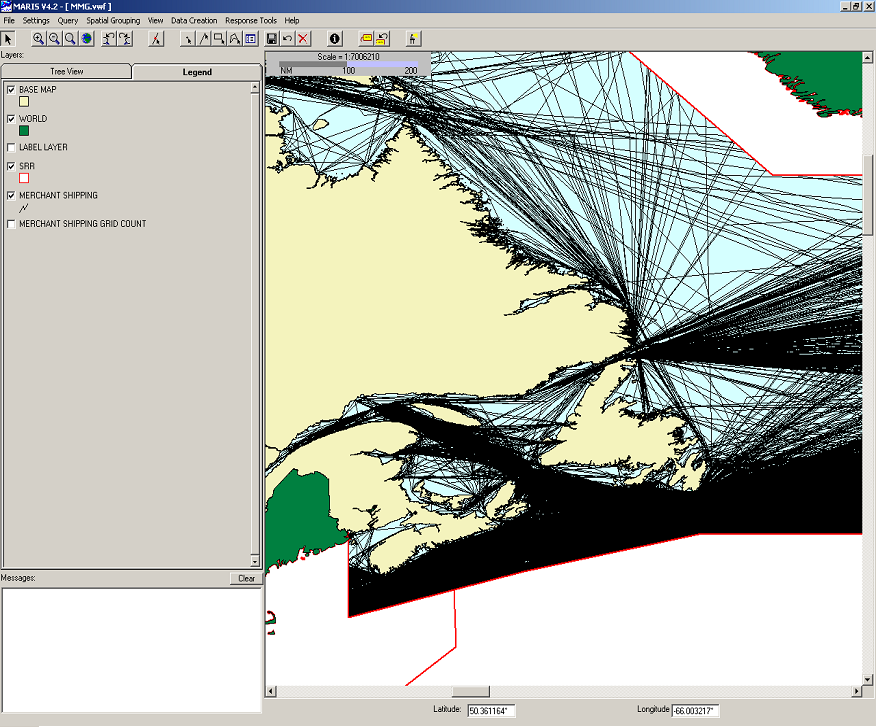 MARIS V4.2 - [ MMG.vwf ]
File Settings Query Spatial Grouping View Data Creation Response Tools Help
Layers:
Tree View Legend
BASE MAP
WORLD
LABEL LAYER
SRR
MERCHANT SHIPPING
MERCHANT SHIPPING GRID COUNT
Scale = 1:7006210
NM 100 200
Messages: Clear
Latitude: 50.361164° Longitude -66.003217°